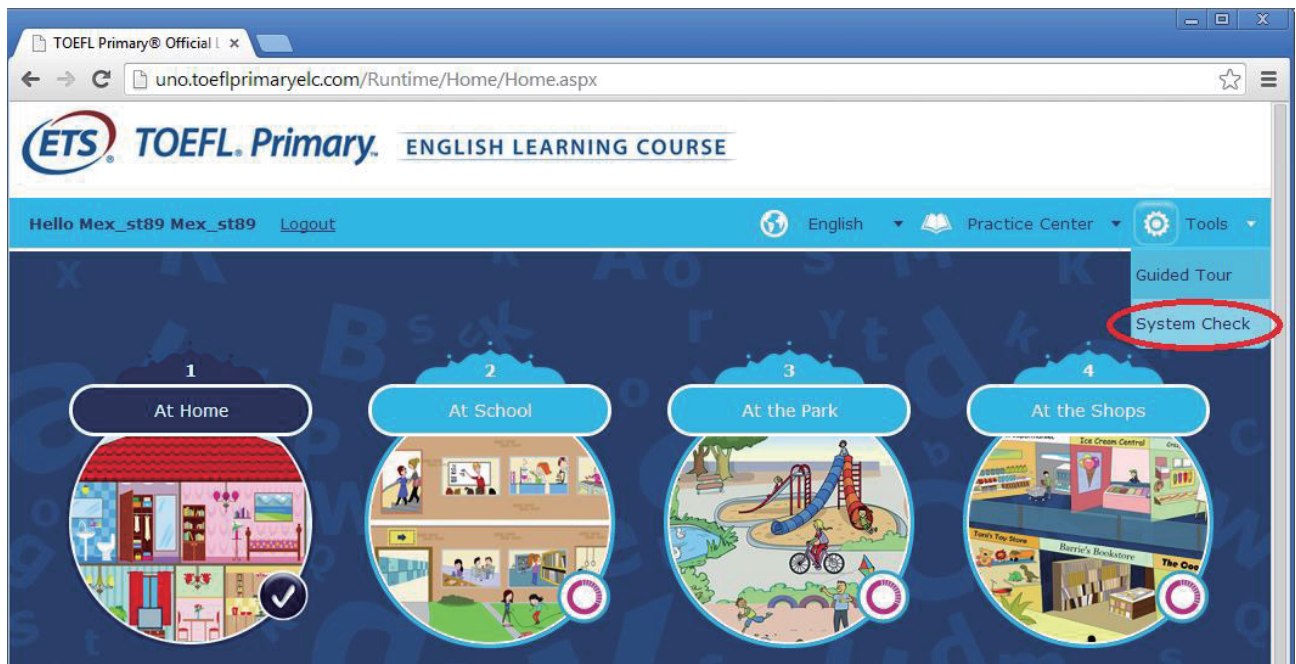 TOEFL Primary® Official L
uno.toeflprimaryelc.com/Runtime/Home/Home.aspx
ETS® TOEFL® Primary™ ENGLISH LEARNING COURSE
Hello Mex_st89 Mex_st89 Logout English Practice Center Tools
Guided Tour
System Check
1
At Home
2
At School
3
At the Park
4
At the Shops
Ice Cream Central
Tom's Toy Store
Barrie's Bookstore
The Coo